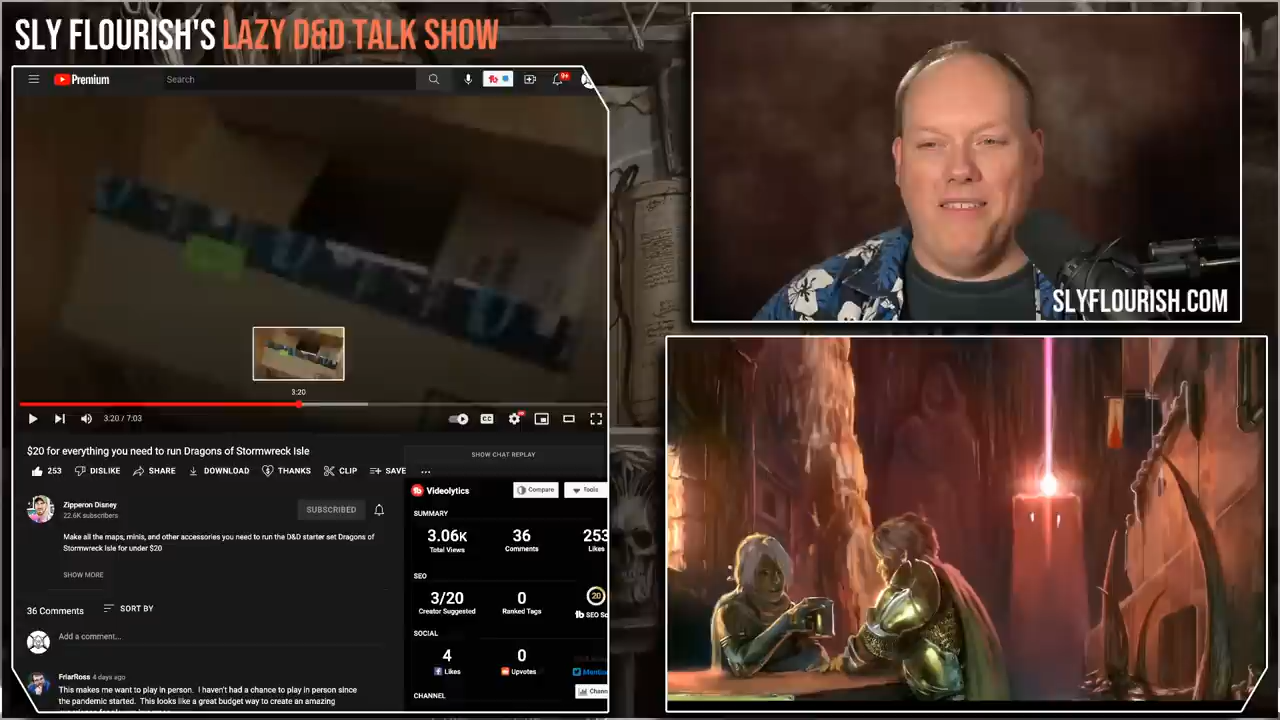 SLY FLOURISH'S LAZY D&D TALK SHOW
Premium
Search
9+
SLYFLOURISH.COM
3:20
3:20 / 7:03
$20 for everything you need to run Dragons of Stormwreck Isle
253 DISLIKE SHARE DOWNLOAD THANKS CLIP SAVE ...
SHOW CHAT REPLAY
Zipperon Disney
22.6K subscribers
SUBSCRIBED
Make all the maps, minis, and other accessories you need to run the D&D starter set Dragons of
Stormwreck Isle for under $20
SHOW MORE
36 Comments SORT BY
Add a comment...
FriarRoss 4 days ago
This makes me want to play in person. I haven't had a chance to play in person since
the pandemic started. This looks like a great budget way to create an amazing
Videolytics Compare Tools
SUMMARY
3.06K 36 253
Total Views Comments Likes
SEO
3/20 0 20
Creator Suggested Ranked Tags tb SEO
SOCIAL
4 0
Likes Upvotes
CHANNEL